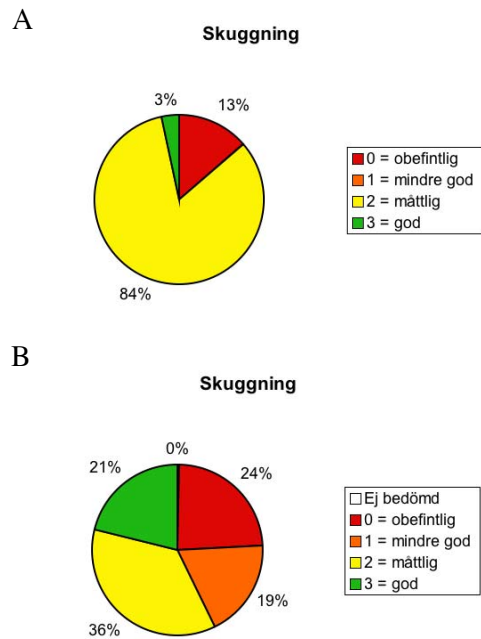 A
Skuggning
3%
13%
84%
0 = obefintlig
1 = mindre god
2 = måttlig
3 = god
B
Skuggning
0%
21%
24%
19%
36%
Ej bedömd
0 = obefintlig
1 = mindre god
2 = måttlig
3 = god